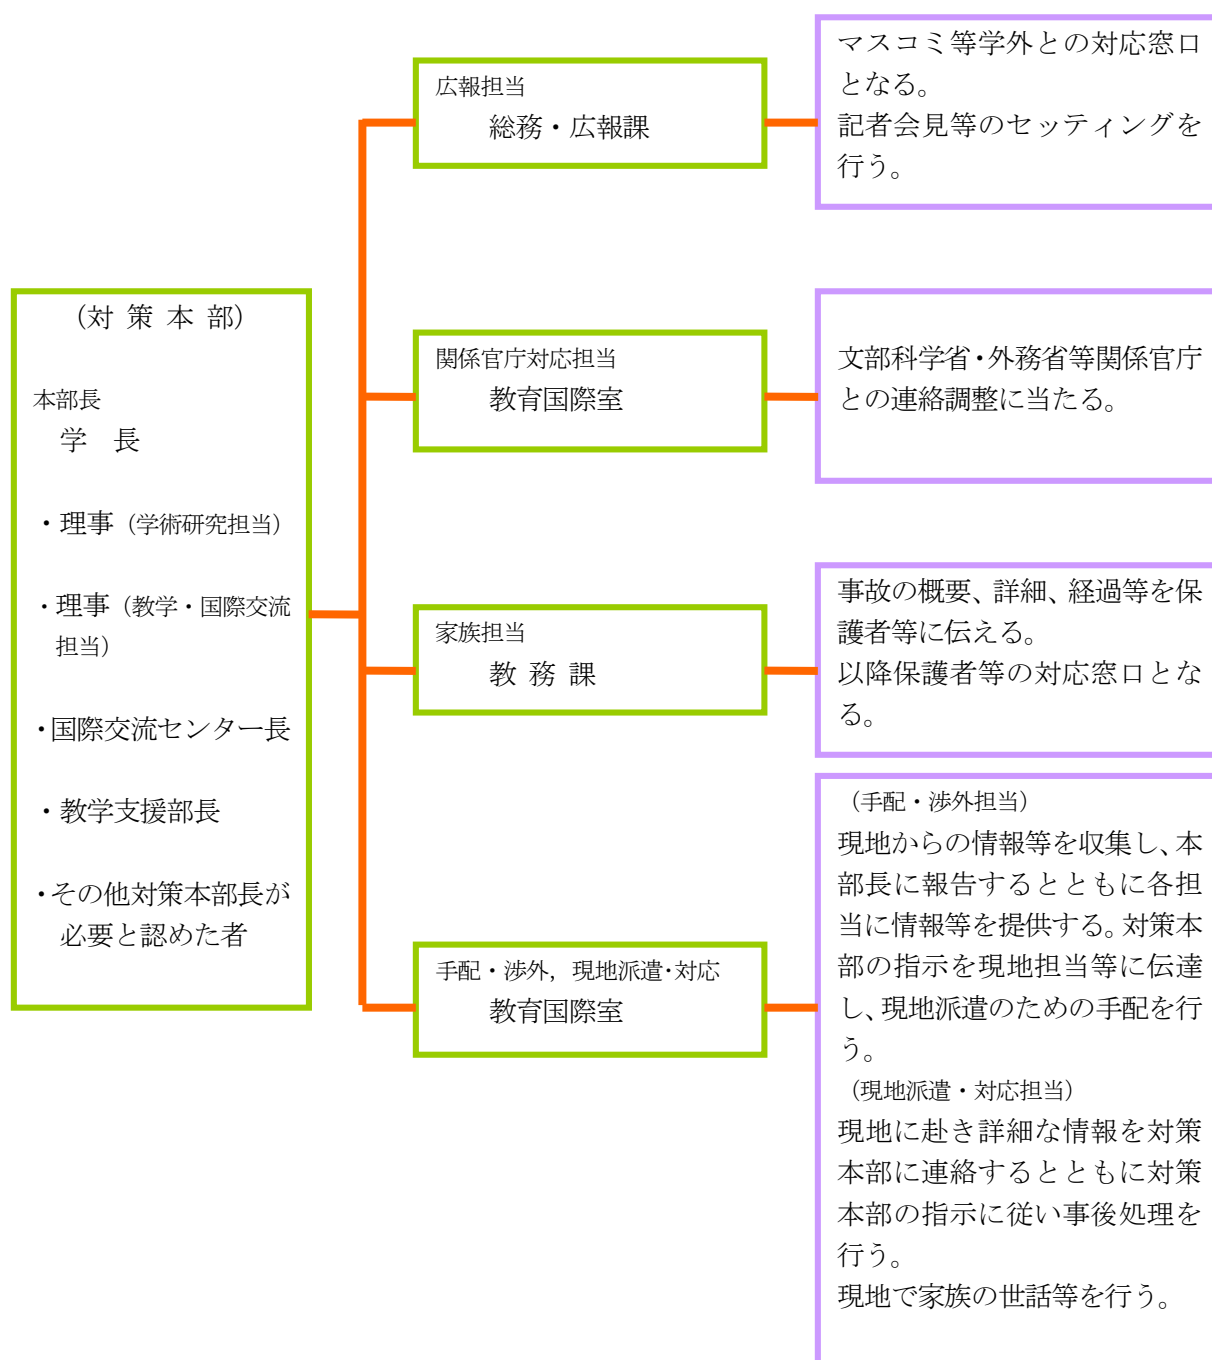 (対 策 本 部)
本部長
学　長
・理事（学術研究担当）
・理事（教学・国際交流
担当）
・国際交流センター長
・教学支援部長
・その他対策本部長が
必要と認めた者
広報担当
総務・広報課
マスコミ等学外との対応窓口
となる。
記者会見等のセッティングを
行う。
関係官庁対応担当
教育国際室
文部科学省・外務省等関係官庁
との連絡調整に当たる。
家族担当
教 務 課
事故の概要、詳細、経過等を保
護者等に伝える。
以降保護者等の対応窓口とな
る。
手配・渉外，現地派遣・対応
教育国際室
（手配・渉外担当）
現地からの情報等を収集し、本
部長に報告するとともに各担
当に情報等を提供する。対策本
部の指示を現地担当等に伝達
し、現地派遣のための手配を行
う。
（現地派遣・対応担当）
現地に赴き詳細な情報を対策
本部に連絡するとともに対策
本部の指示に従い事後処理を
行う。
現地で家族の世話等を行う。